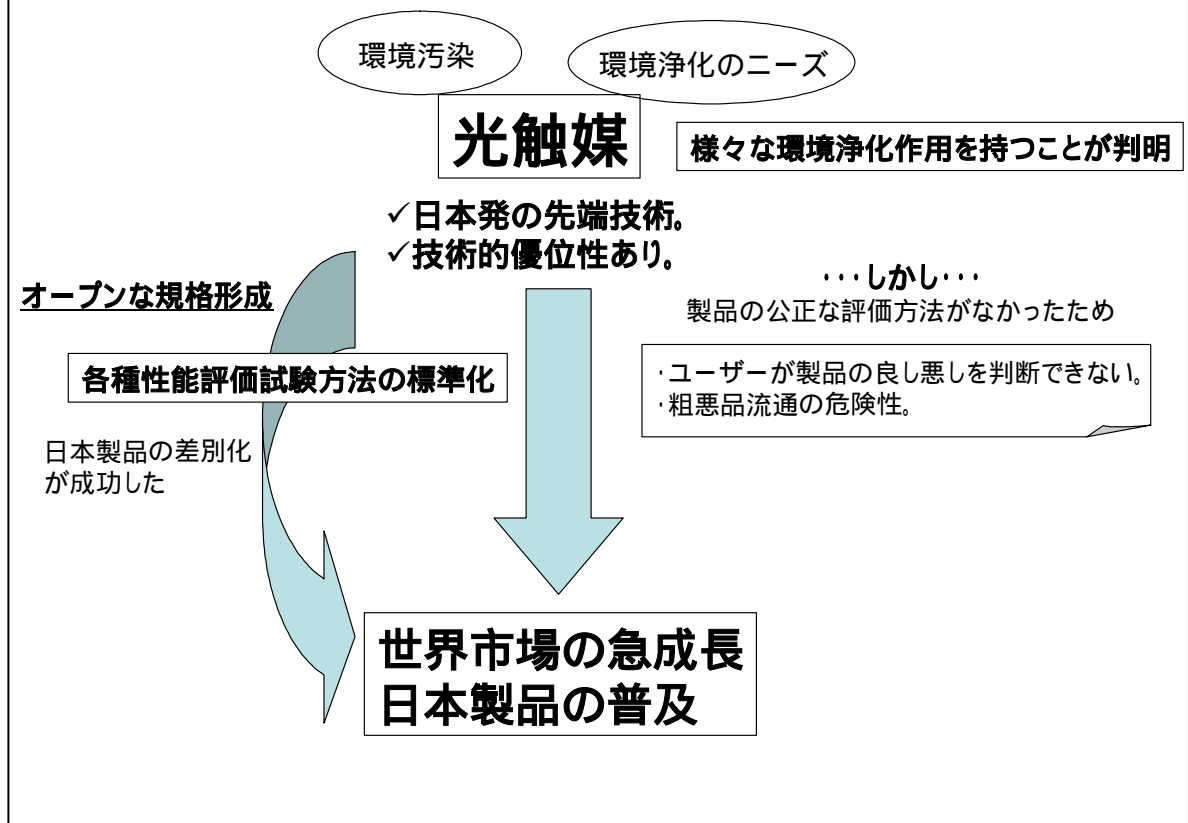 環境汚染
環境浄化のニーズ
光触媒
様々な環境浄化作用を持つことが判明
✓日本発の先端技術。
✓技術的優位性あり。
オープンな規格形成
・・・しかし・・・
製品の公正な評価方法がなかったため
各種性能評価試験方法の標準化
・ユーザーが製品の良し悪しを判断できない。
・粗悪品流通の危険性。
日本製品の差別化
が成功した
世界市場の急成長
日本製品の普及